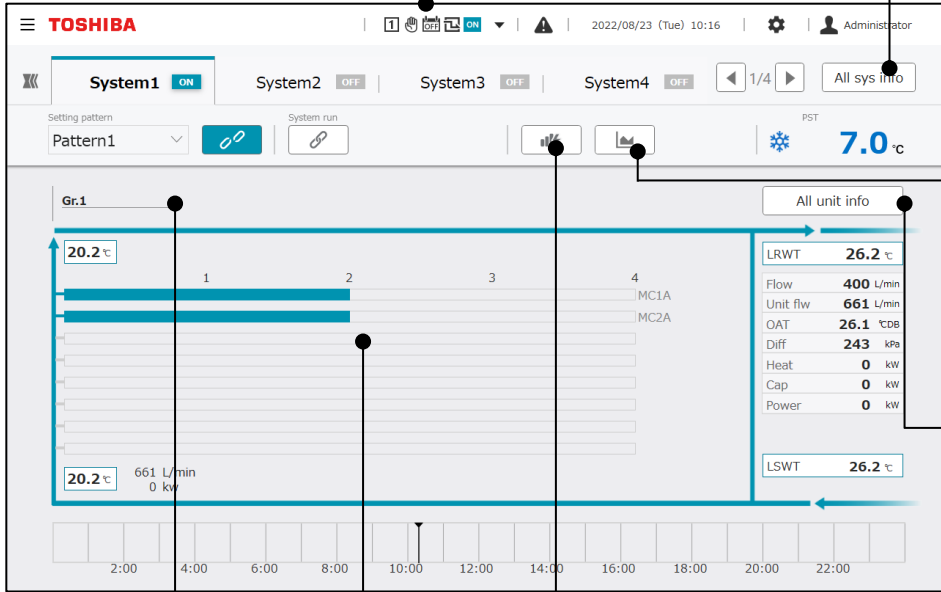 TOSHIBA 1 OFF ON 2022/08/23 (Tue) 10:16 Administrator
System1 ON System2 OFF System3 OFF System4 OFF 1/4 All sys info
Setting pattern System run PST
Pattern1 7.0 ℃
Gr.1 All unit info
20.2 ℃ LRWT 26.2 ℃
1 2 3 4
Flow 400 L/min
MC1A
Unit flw 661 L/min
MC2A
OAT 26.1 ℃DB
Diff 243 kPa
Heat 0 kW
Cap 0 kW
Power 0 kW
661 L/min
20.2 ℃ LSWT 26.2 ℃
0 kw
2:00 4:00 6:00 8:00 10:00 12:00 14:00 16:00 18:00 20:00 22:00